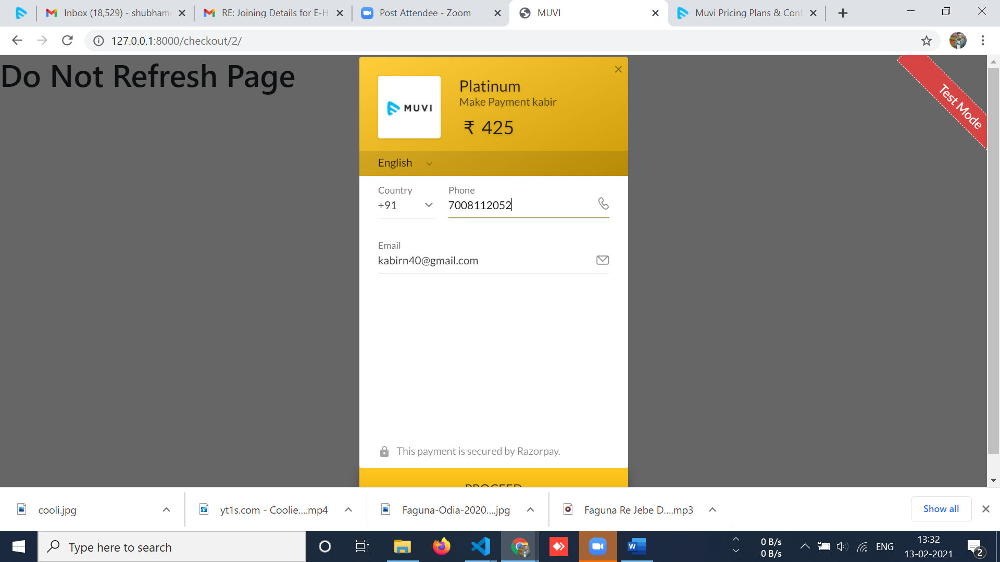 Inbox (18,529) - shubham
RE: Joining Details for E-H
Post Attendee - Zoom
MUVI
Muvi Pricing Plans & Conf
127.0.0.1:8000/checkout/2/
Do Not Refresh Page
MUVI
Platinum
Make Payment kabir
₹ 425
Test Mode
English
Country
+91
Phone
7008112052
Email
kabirn40@gmail.com
This payment is secured by Razorpay.
PROCEED
cooli.jpg
yt1s.com - Coolie....mp4
Faguna-Odia-2020....jpg
Faguna Re Jebe D....mp3
Show all
Type here to search
0 B/s
0 B/s
ENG
13:32
13-02-2021
2